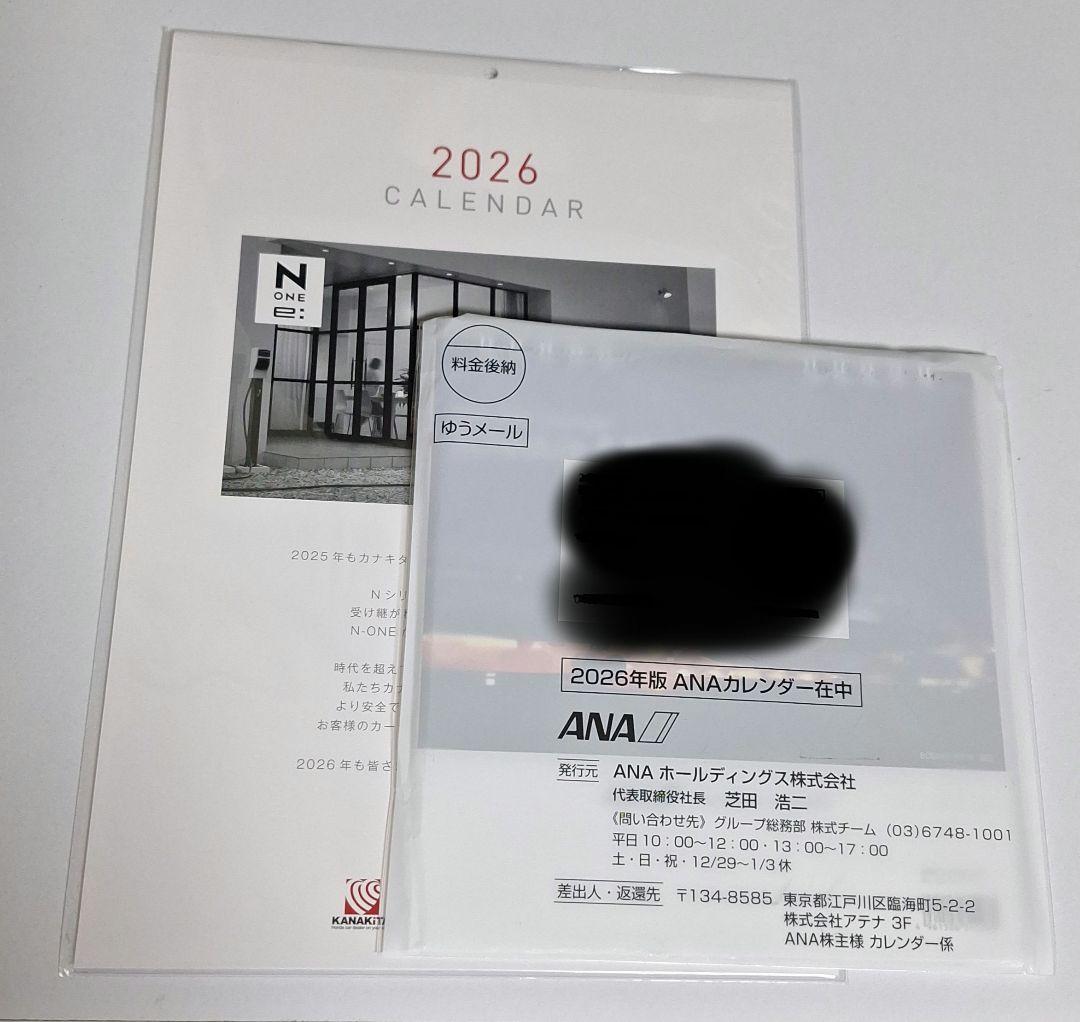 2026
CALENDAR
N
ONE
e:
2025年もカナキタ
Nシリ
受け継が
N-ONE
時代を超え
私たちカナ
より安全で
お客様のカー
2026年も皆さ
KANAKiTA
料金後納
ゆうメール
2026年版 ANAカレンダー在中
ANA
発行元 ANA ホールディングス株式会社
代表取締役社長 芝田 浩二
《問い合わせ先》グループ総務部 株式チーム (03)6748-1001
平日10：00〜12：00・13：00〜17：00
土・日・祝・12/29〜1/3休
差出人・返還先 〒134-8585 東京都江戸川区臨海町5-2-2
株式会社アテナ 3F
ANA株主様 カレンダー係